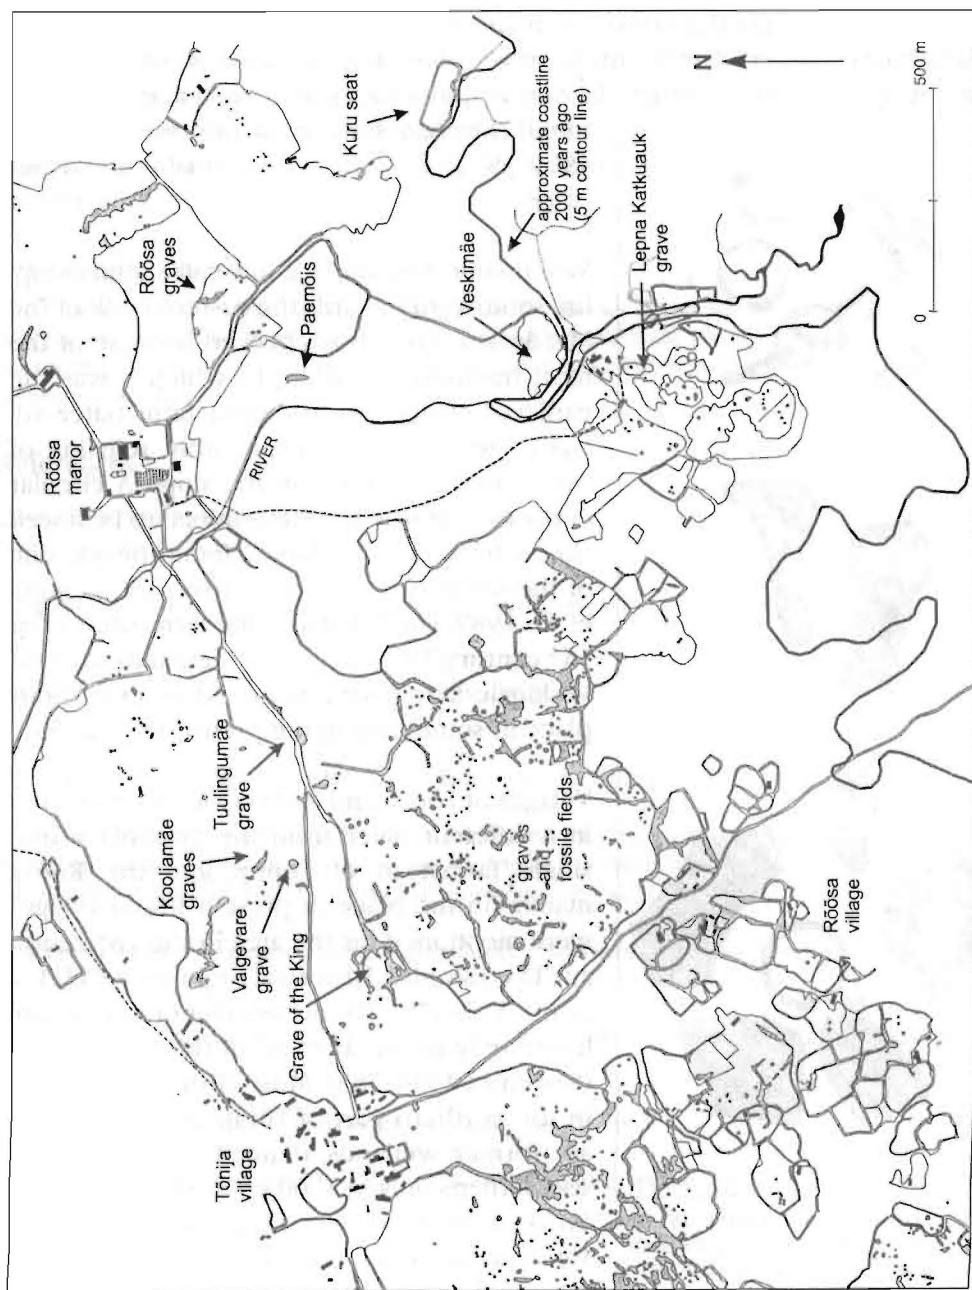 Rõõsa
manor
Rõõsa
graves
Kooljamäe
graves
Tuulingumäe
grave
Tõnija
village
Valgevare
grave
Grave of the King
RIVER
Paemõis
Kuru saat
Veskimäe
approximate coastline
2000 years ago
(5 m contour line)
graves
and
fossile fields
Lepna Katkuauk
grave
Rõõsa
village
N
0
500 m